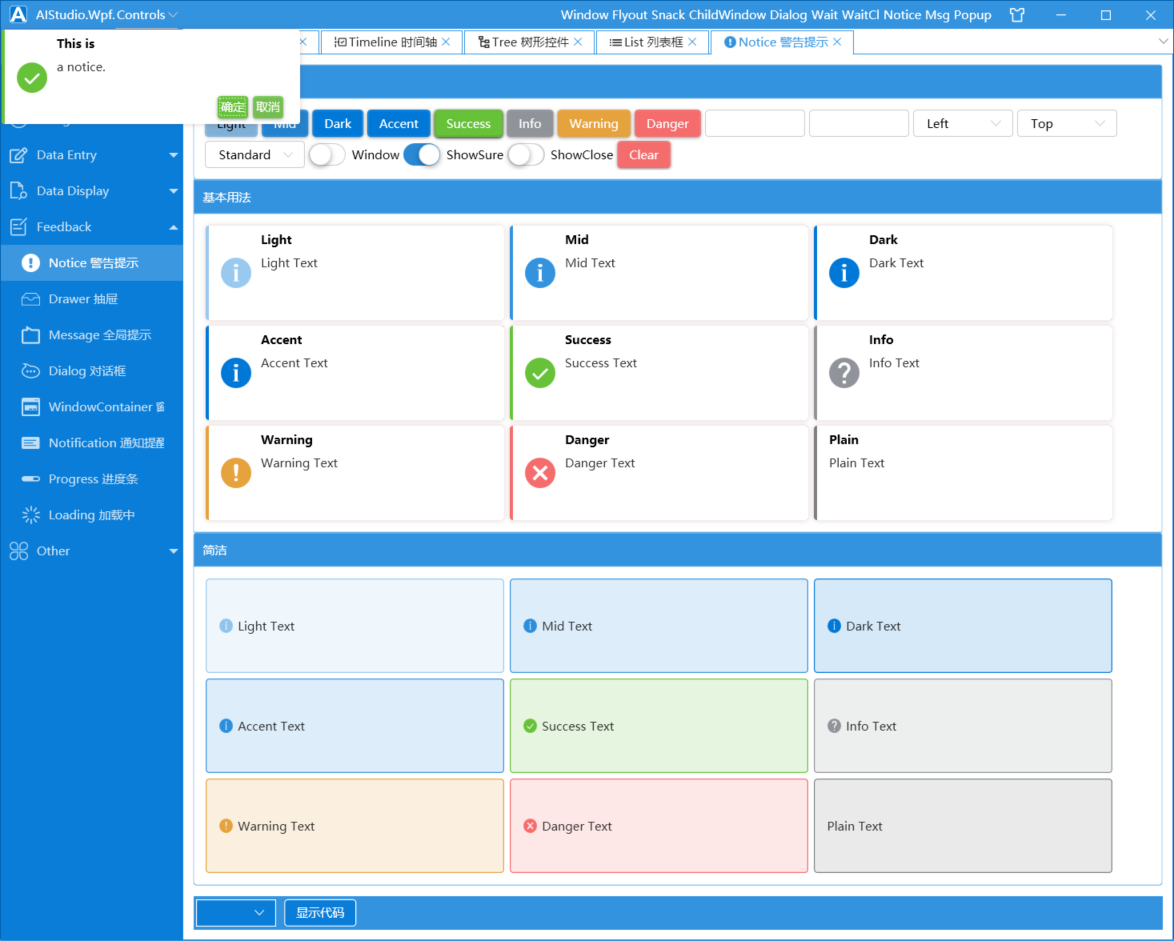 AIStudio.Wpf.Controls
Window Flyout Snack ChildWindow Dialog Wait WaitCl Notice Msg Popup
This is
a notice.
确定 取消
Timeline 时间轴
Tree 树形控件
List 列表框
Notice 警告提示
Light Mid Dark Accent Success Info Warning Danger Left Top
Standard Window ShowSure ShowClose Clear
Data Entry
Data Display
Feedback
Notice 警告提示
Drawer 抽屉
Message 全局提示
Dialog 对话框
WindowContainer
Notification 通知提醒
Progress 进度条
Loading 加载中
Other
基本用法
Light
Light Text
Mid
Mid Text
Dark
Dark Text
Accent
Accent Text
Success
Success Text
Info
Info Text
Warning
Warning Text
Danger
Danger Text
Plain
Plain Text
简洁
Light Text
Mid Text
Dark Text
Accent Text
Success Text
Info Text
Warning Text
Danger Text
Plain Text
显示代码